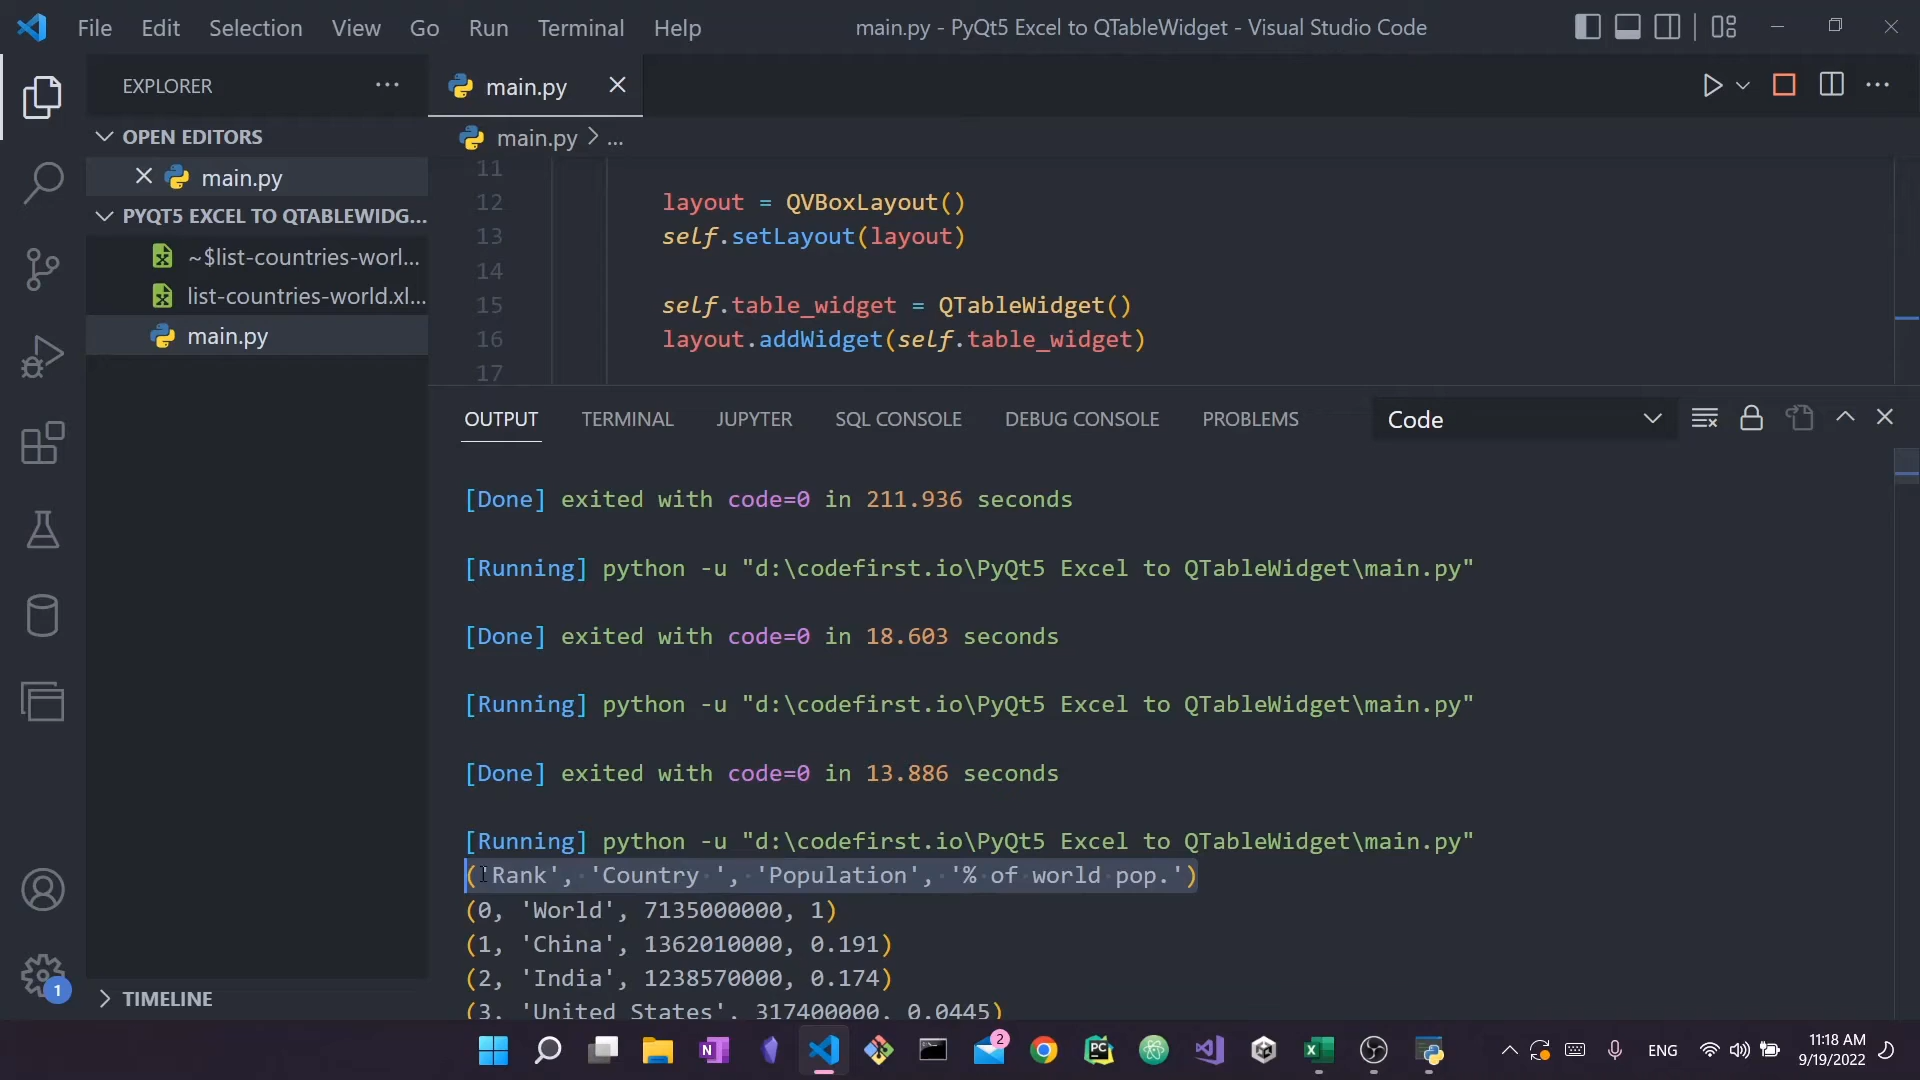 File Edit Selection View Go Run Terminal Help
main.py - PyQt5 Excel to QTableWidget - Visual Studio Code
EXPLORER
OPEN EDITORS
main.py
PYQT5 EXCEL TO QTABLEWIDG...
~$list-countries-worl...
list-countries-world.xl...
main.py
TIMELINE
main.py
main.py > ...
11
12 layout = QVBoxLayout()
13 self.setLayout(layout)
14
15 self.table_widget = QTableWidget()
16 layout.addWidget(self.table_widget)
17
OUTPUT TERMINAL JUPYTER SQL CONSOLE DEBUG CONSOLE PROBLEMS
Code
[Done] exited with code=0 in 211.936 seconds
[Running] python -u "d:\codefirst.io\PyQt5 Excel to QTableWidget\main.py"
[Done] exited with code=0 in 18.603 seconds
[Running] python -u "d:\codefirst.io\PyQt5 Excel to QTableWidget\main.py"
[Done] exited with code=0 in 13.886 seconds
[Running] python -u "d:\codefirst.io\PyQt5 Excel to QTableWidget\main.py"
('Rank', 'Country ', 'Population', '% of world pop.')
(0, 'World', 7135000000, 1)
(1, 'China', 1362010000, 0.191)
(2, 'India', 1238570000, 0.174)
(3, 'United States', 317400000, 0.0445)
1
N
2
PC
ENG
11:18 AM
9/19/2022